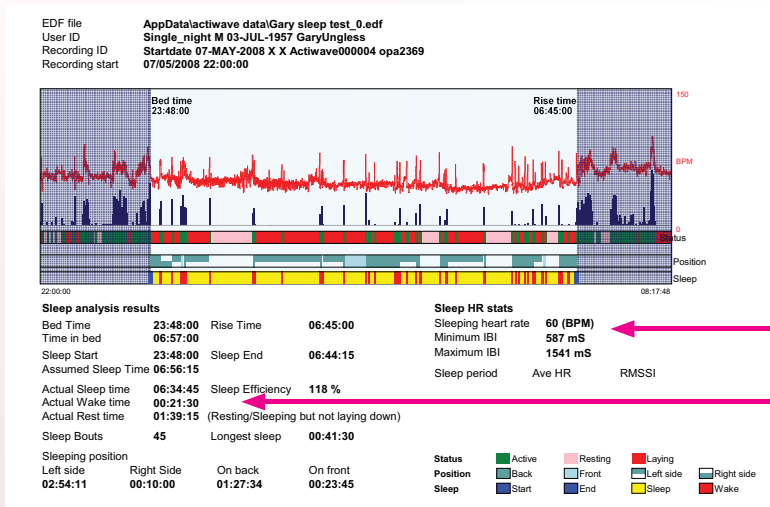 EDF file AppData\actiwave data\Gary sleep test_0.edf
User ID Single_night M 03-JUL-1957 GaryUngless
Recording ID Startdate 07-MAY-2008 X X Actiwave000004 opa2369
Recording start 07/05/2008 22:00:00
Bed time
23:48:00
Rise time
06:45:00
150
BPM
0
Status
Position
Sleep
22:00:00 08:17:48
Sleep analysis results
Bed Time 23:48:00 Rise Time 06:45:00
Time in bed 06:57:00
Sleep Start 23:48:00 Sleep End 06:44:15
Assumed Sleep Time 06:56:15
Actual Sleep time 06:34:45 Sleep Efficiency 118 %
Actual Wake time 00:21:30
Actual Rest time 01:39:15 (Resting/Sleeping but not laying down)
Sleep Bouts 45 Longest sleep 00:41:30
Sleeping position
Left side Right Side On back On front
02:54:11 00:10:00 01:27:34 00:23:45
Sleep HR stats
Sleeping heart rate 60 (BPM)
Minimum IBI 587 mS
Maximum IBI 1541 mS
Sleep period Ave HR RMSSI
Status Active Resting Laying
Position Back Front Left side Right side
Sleep Start End Sleep Wake